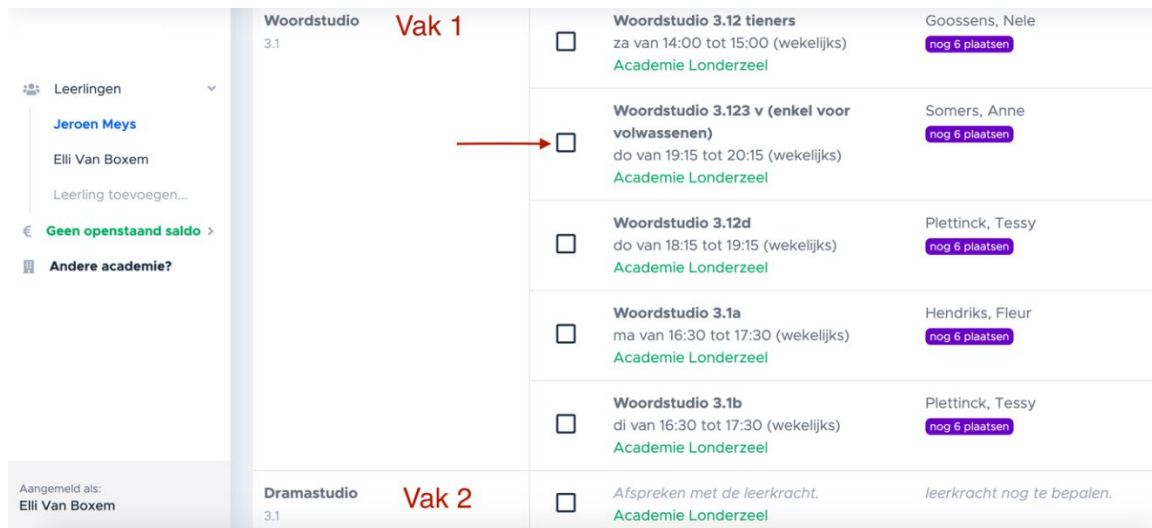 Leerlingen
Jeroen Meys
Elli Van Boxem
Leerling toevoegen...
€ Geen openstaand saldo >
Andere academie?
Aangemeld als:
Elli Van Boxem
Woordstudio
3.1
Vak 1
Woordstudio 3.12 tieners
za van 14:00 tot 15:00 (wekelijks)
Academie Londerzeel
Goossens, Nele
nog 6 plaatsen
Woordstudio 3.123 v (enkel voor
volwassenen)
do van 19:15 tot 20:15 (wekelijks)
Academie Londerzeel
Somers, Anne
nog 6 plaatsen
Woordstudio 3.12d
do van 18:15 tot 19:15 (wekelijks)
Academie Londerzeel
Plettinck, Tessy
nog 6 plaatsen
Woordstudio 3.1a
ma van 16:30 tot 17:30 (wekelijks)
Academie Londerzeel
Hendriks, Fleur
nog 6 plaatsen
Woordstudio 3.1b
di van 16:30 tot 17:30 (wekelijks)
Academie Londerzeel
Plettinck, Tessy
nog 6 plaatsen
Dramastudio
3.1
Vak 2
Afspreken met de leerkracht.
Academie Londerzeel
leerkracht nog te bepalen.